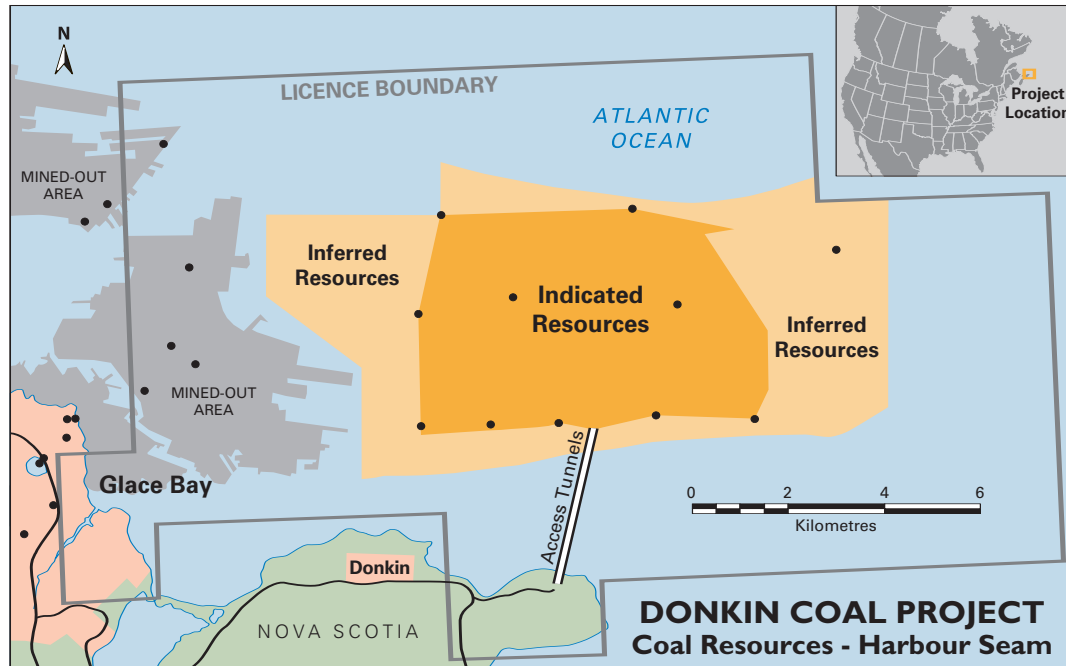 N
LICENCE BOUNDARY
ATLANTIC
OCEAN
Project
Location
MINED-OUT
AREA
Inferred
Resources
Indicated
Resources
Inferred
Resources
MINED-OUT
AREA
Glace Bay
Access Tunnels
0 2 4 6
Kilometres
Donkin
NOVA SCOTIA
DONKIN COAL PROJECT
Coal Resources - Harbour Seam